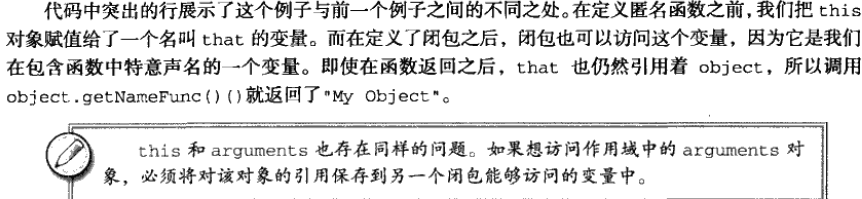 代码中突出的行展示了这个例子与前一个例子之间的不同之处。在定义匿名函数之前，我们把 this
对象赋值给了一个名叫 that 的变量。而在定义了闭包之后，闭包也可以访问这个变量，因为它是我们
在包含函数中特意声名的一个变量。即使在函数返回之后，that 也仍然引用着 object，所以调用
object.getNameFunc()()就返回了"My Object"。
this 和 arguments 也存在同样的问题。如果想访问作用域中的 arguments 对
象，必须将对该对象的引用保存到另一个闭包能够访问的变量中。